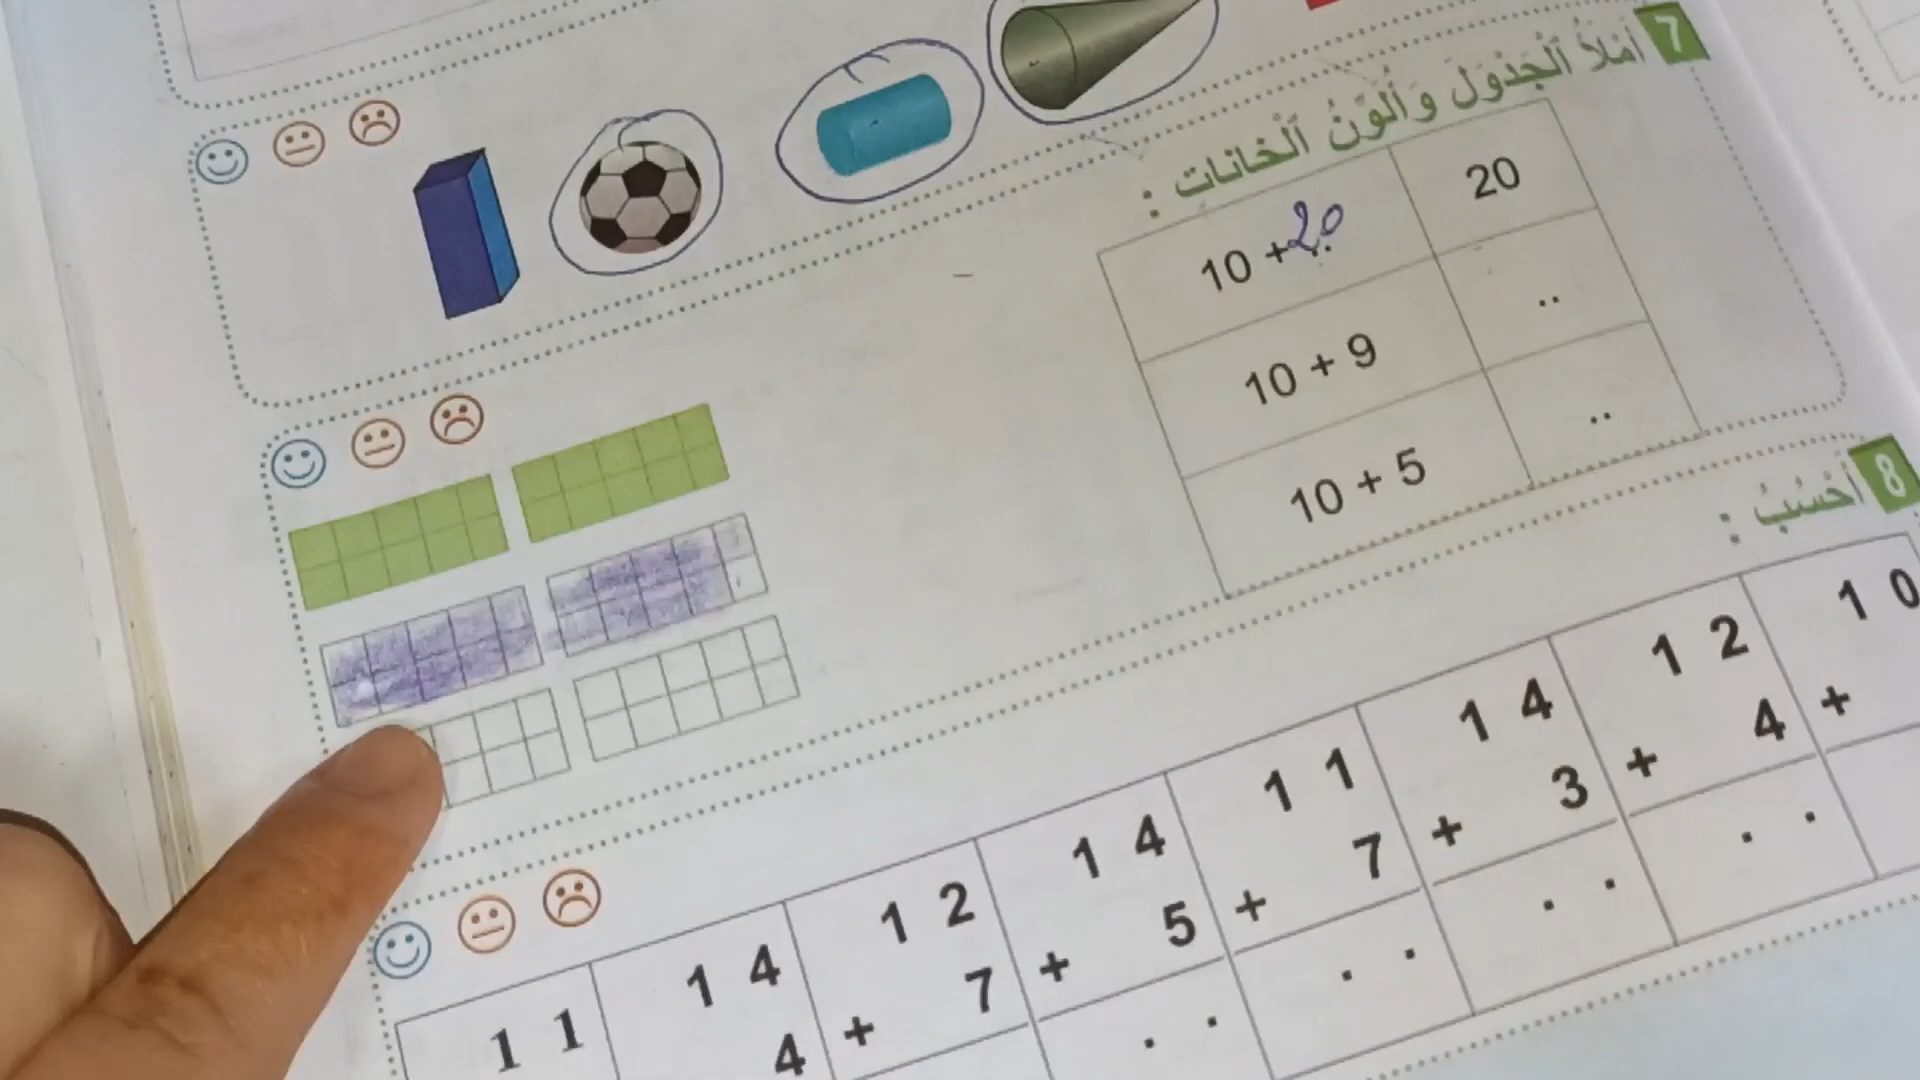 7 أَمْلَأُ ٱلْجَدْوَلَ وَ أُلَوِّنُ ٱلْخَانَاتِ :
10 + 20 20
10 + 9 ..
10 + 5 ..
8 أَحْسُبُ :
1 1 1 4 1 2 1 4 1 1 1 4 1 2 1 0
4 + 7 + 5 + 7 + 3 + 4 +
. . . . . . . .